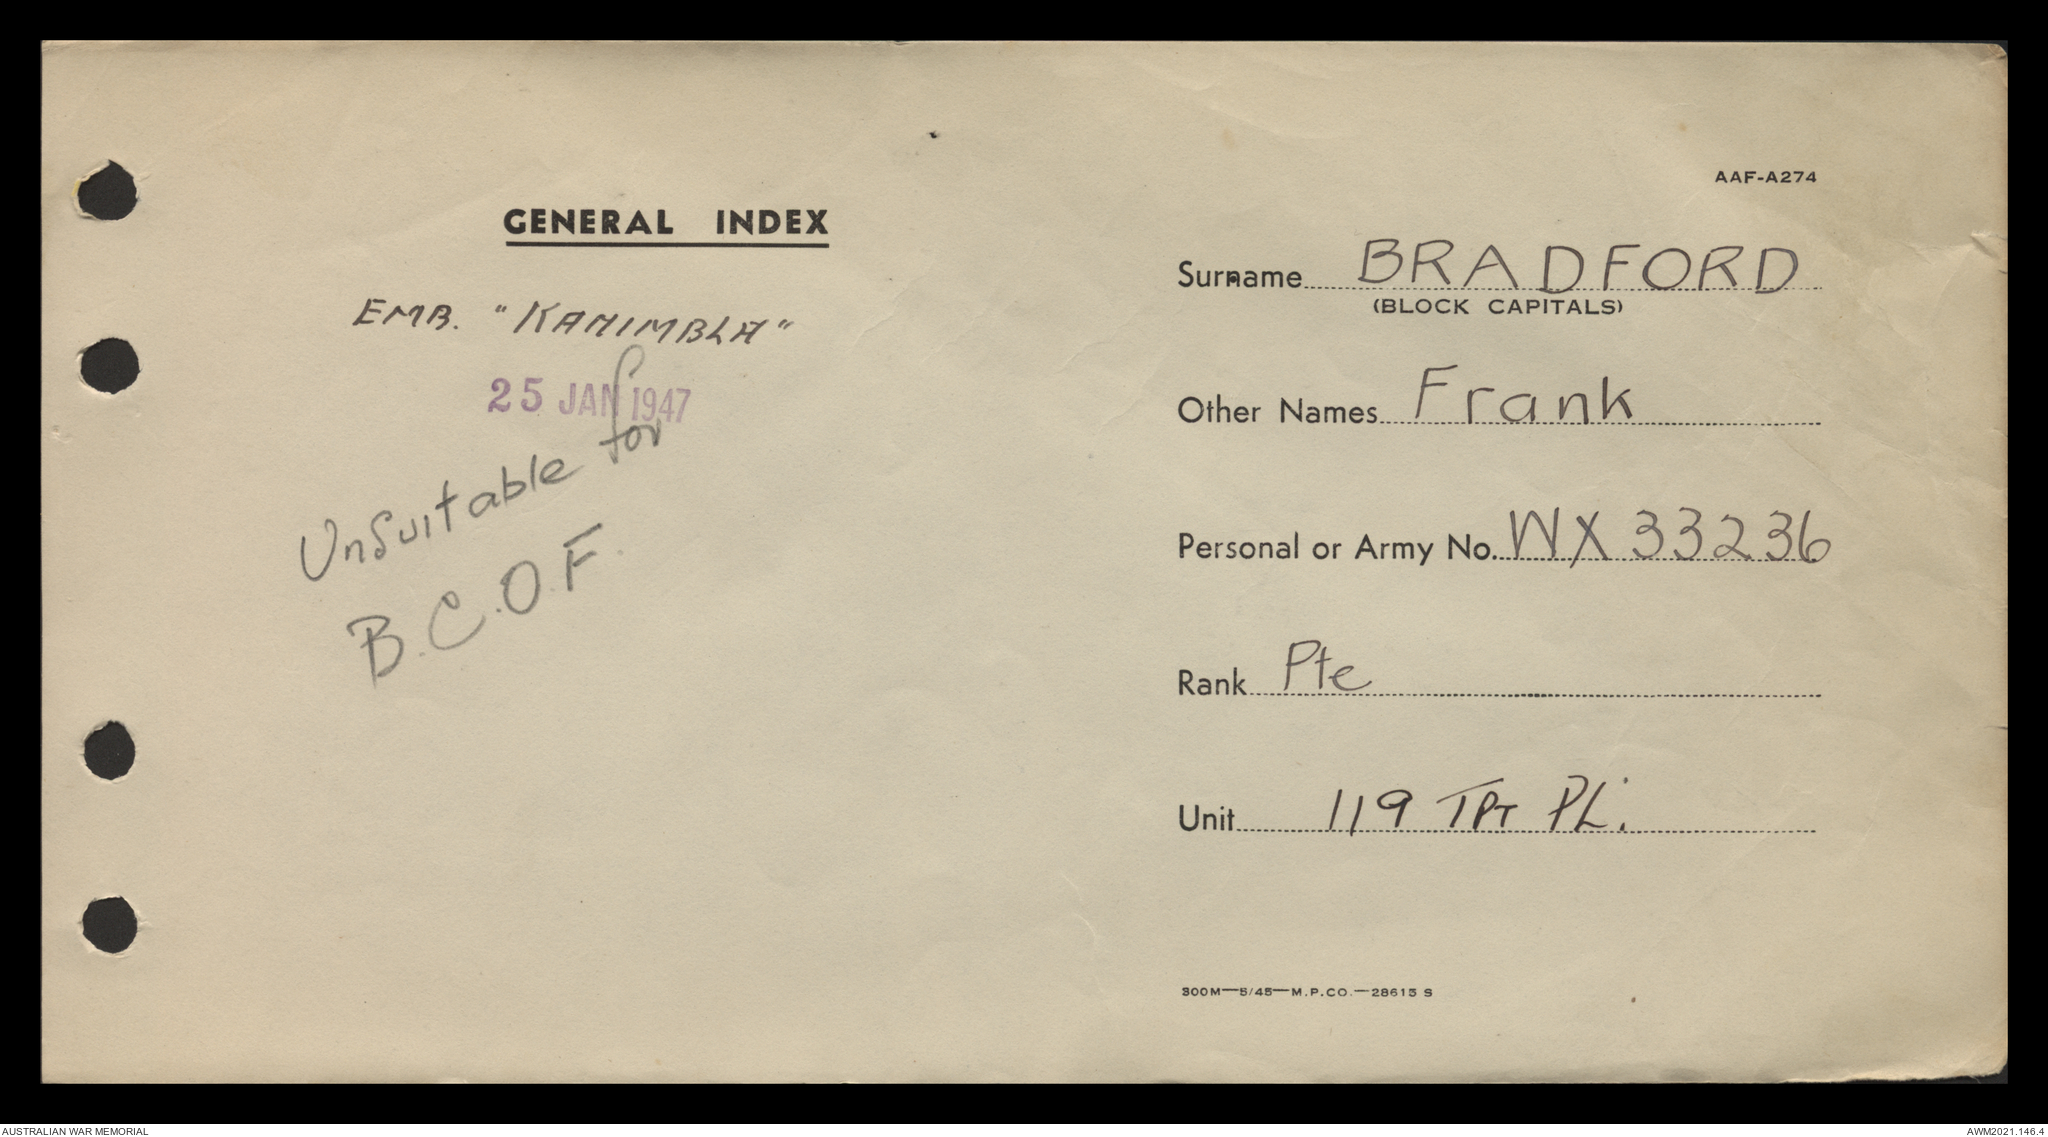 GENERAL INDEX
EMB. "KANIMBLA"
25 JAN 1947
Unsuitable for
B.C.O.F.
AAF-A274
Surname BRADFORD
(BLOCK CAPITALS)
Other Names Frank
Personal or Army No. WX 33236
Rank Pte
Unit 119 TPT PL.
300M—5/45—M.P.CO.—28615 S
AUSTRALIAN WAR MEMORIAL
AWM2021.146.4